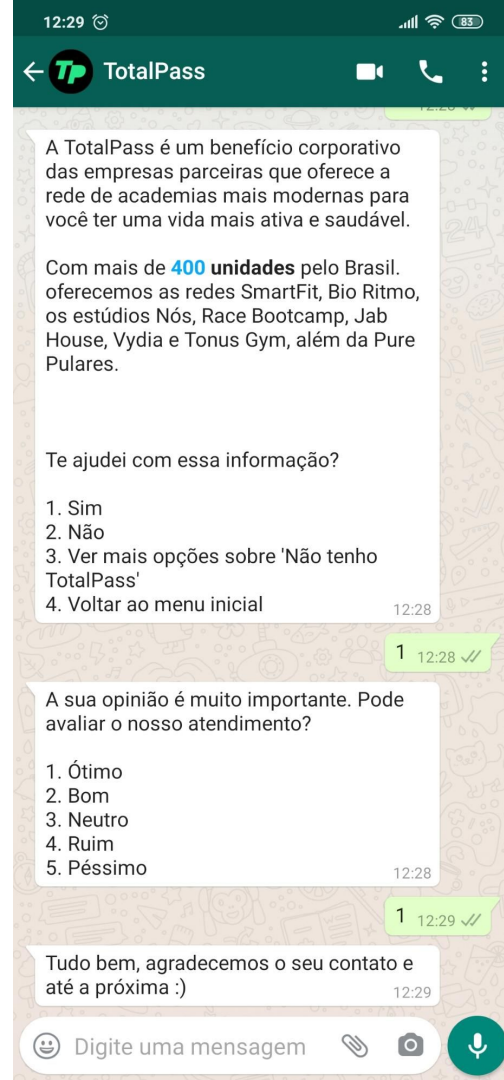 12:29
83
TP TotalPass
A TotalPass é um benefício corporativo
das empresas parceiras que oferece a
rede de academias mais modernas para
você ter uma vida mais ativa e saudável.
Com mais de 400 unidades pelo Brasil.
oferecemos as redes SmartFit, Bio Ritmo,
os estúdios Nós, Race Bootcamp, Jab
House, Vydia e Tonus Gym, além da Pure
Pulares.
Te ajudei com essa informação?
1. Sim
2. Não
3. Ver mais opções sobre 'Não tenho
TotalPass'
4. Voltar ao menu inicial
12:28
1 12:28
A sua opinião é muito importante. Pode
avaliar o nosso atendimento?
1. Ótimo
2. Bom
3. Neutro
4. Ruim
5. Péssimo
12:28
1 12:29
Tudo bem, agradecemos o seu contato e
até a próxima :)
12:29
Digite uma mensagem